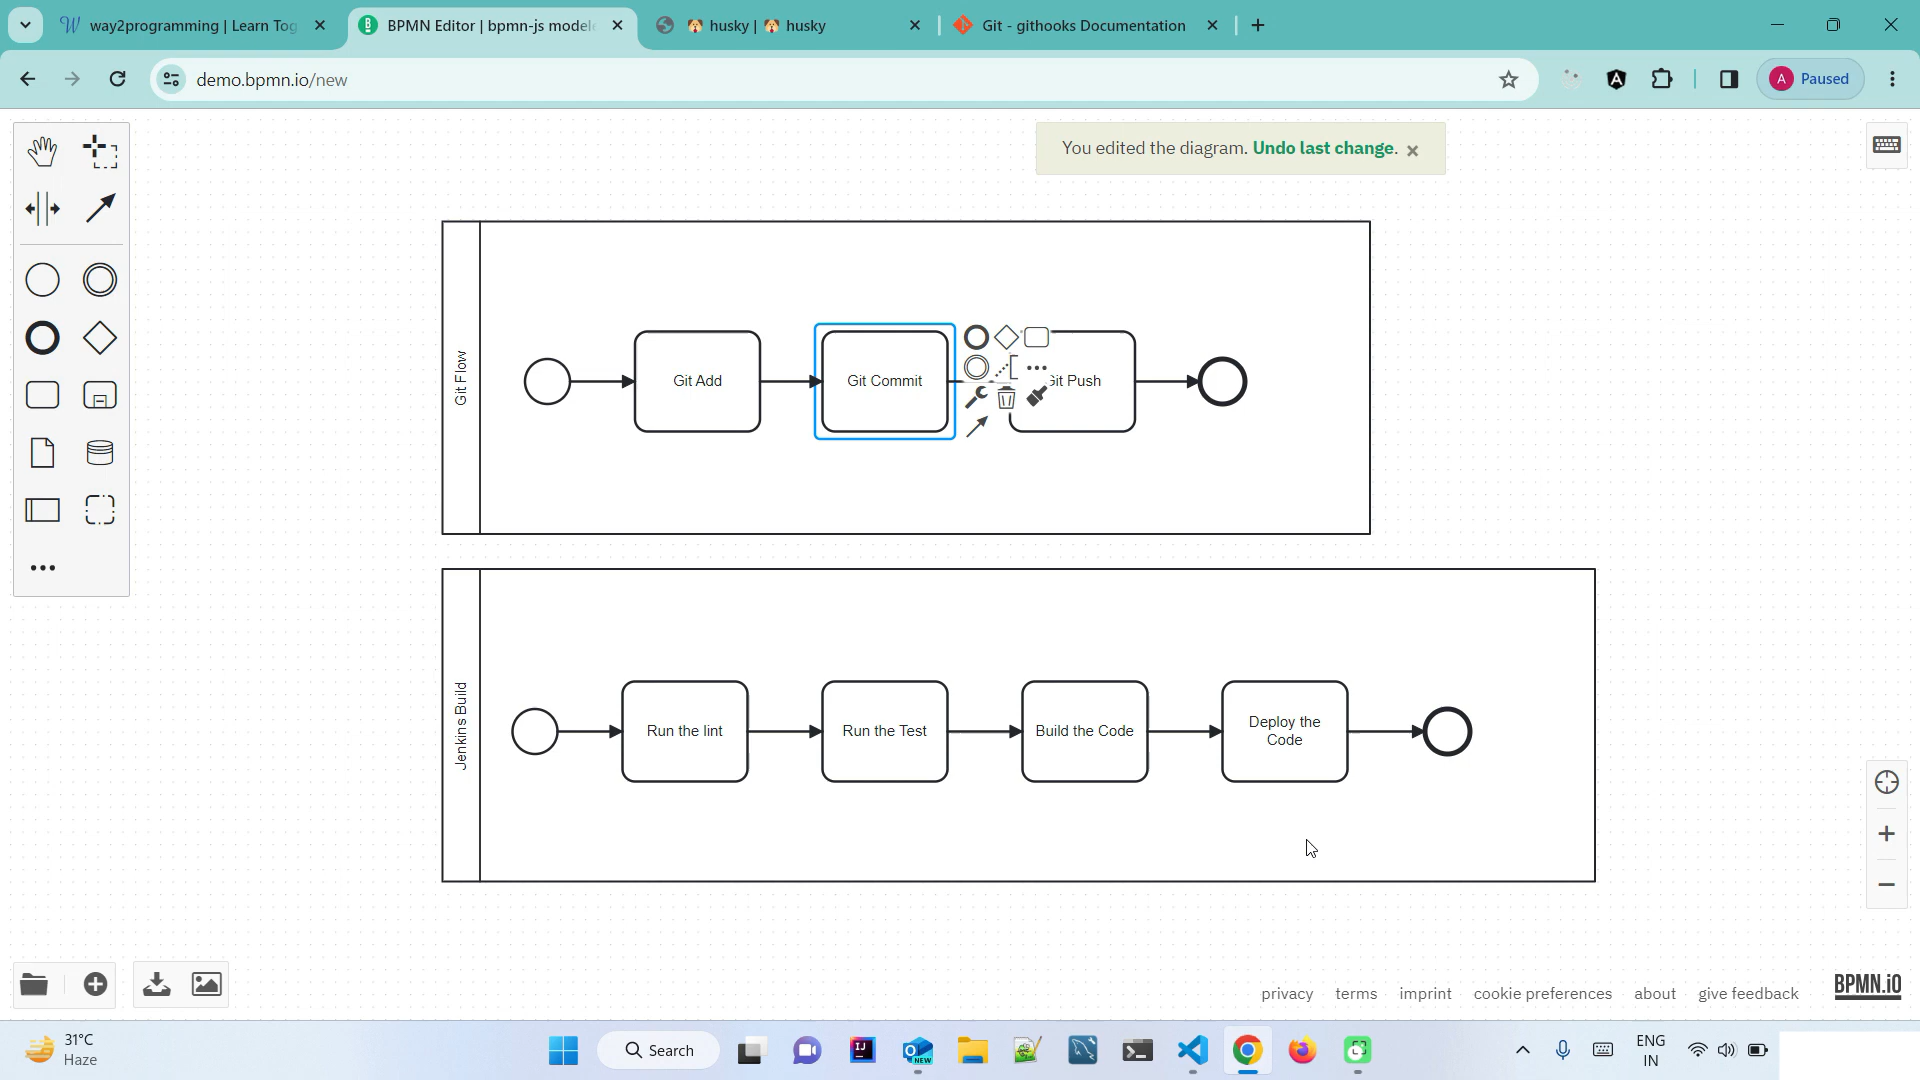 way2programming | Learn Tog
BPMN Editor | bpmn-js modele
husky | husky
Git - githooks Documentation
demo.bpmn.io/new
A
Paused
You edited the diagram. Undo last change.
Git Flow
Git Add
Git Commit
Git Push
Jenkins Build
Run the lint
Run the Test
Build the Code
Deploy the
Code
privacy
terms
imprint
cookie preferences
about
give feedback
BPMN.iO
31°C
Haze
Search
NEW
ENG
IN